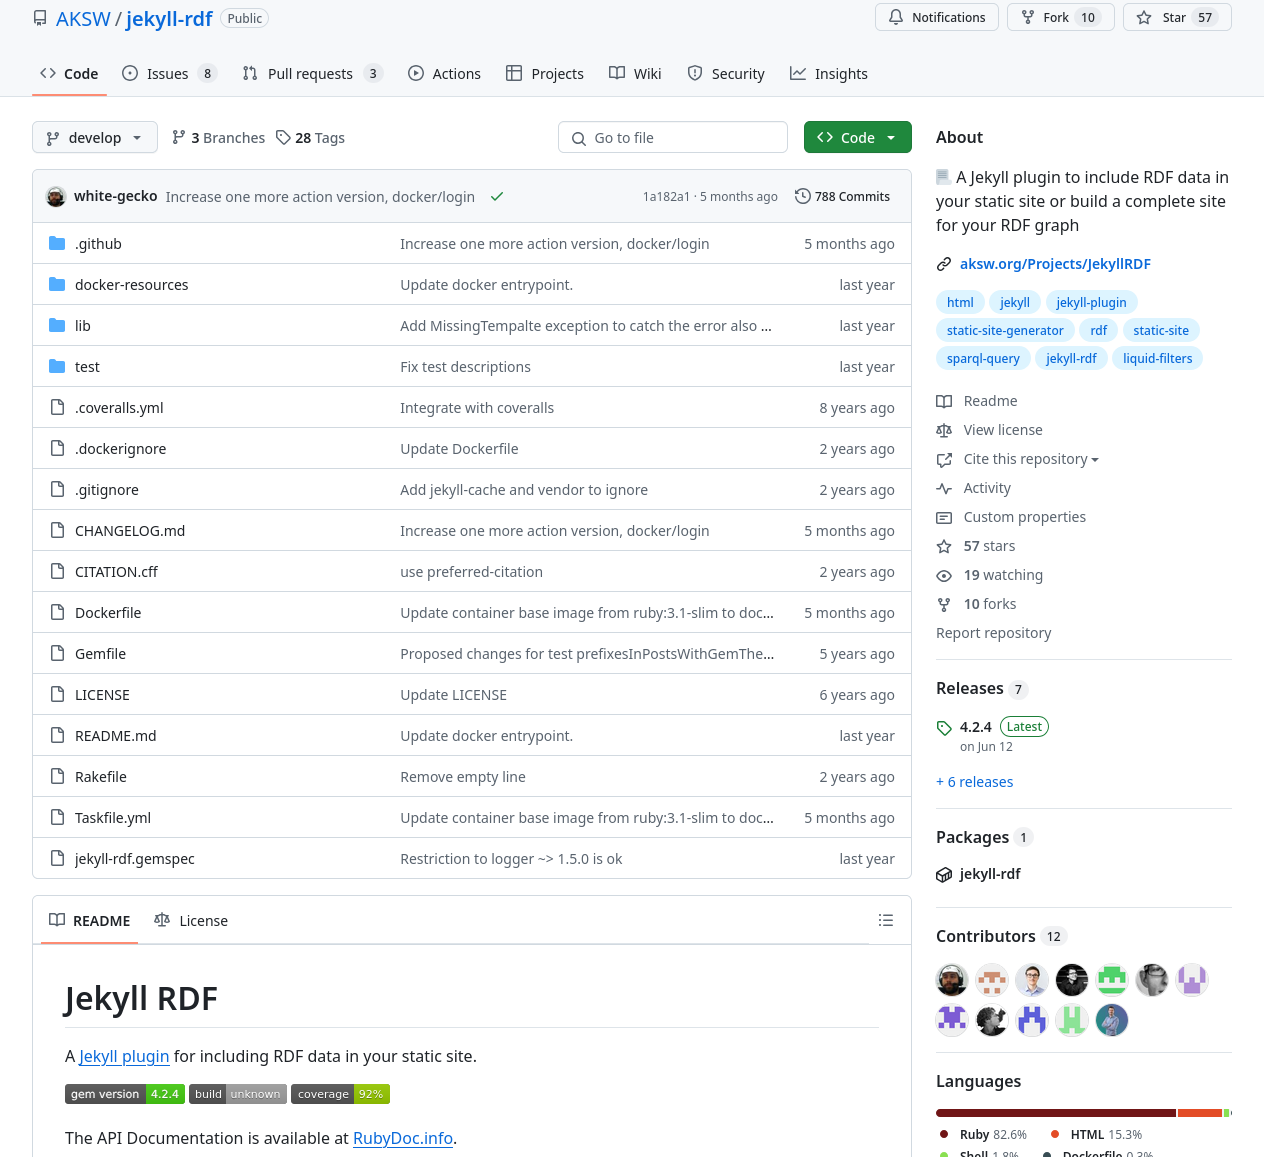 AKSW / jekyll-rdf Public
Notifications Fork 10 Star 57
Code Issues 8 Pull requests 3 Actions Projects Wiki Security Insights
develop 3 Branches 28 Tags Go to file Code
white-gecko Increase one more action version, docker/login 1a182a1 · 5 months ago 788 Commits
.github Increase one more action version, docker/login 5 months ago
docker-resources Update docker entrypoint. last year
lib Add MissingTempalte exception to catch the error also ... last year
test Fix test descriptions last year
.coveralls.yml Integrate with coveralls 8 years ago
.dockerignore Update Dockerfile 2 years ago
.gitignore Add jekyll-cache and vendor to ignore 2 years ago
CHANGELOG.md Increase one more action version, docker/login 5 months ago
CITATION.cff use preferred-citation 2 years ago
Dockerfile Update container base image from ruby:3.1-slim to doc... 5 months ago
Gemfile Proposed changes for test prefixesInPostsWithGemThe... 5 years ago
LICENSE Update LICENSE 6 years ago
README.md Update docker entrypoint. last year
Rakefile Remove empty line 2 years ago
Taskfile.yml Update container base image from ruby:3.1-slim to doc... 5 months ago
jekyll-rdf.gemspec Restriction to logger ~> 1.5.0 is ok last year
README License
Jekyll RDF
A Jekyll plugin for including RDF data in your static site.
gem version 4.2.4 build unknown coverage 92%
The API Documentation is available at RubyDoc.info.
About
A Jekyll plugin to include RDF data in
your static site or build a complete site
for your RDF graph
aksw.org/Projects/JekyllRDF
html jekyll jekyll-plugin
static-site-generator rdf static-site
sparql-query jekyll-rdf liquid-filters
Readme
View license
Cite this repository
Activity
Custom properties
57 stars
19 watching
10 forks
Report repository
Releases 7
4.2.4 Latest
on Jun 12
+ 6 releases
Packages 1
jekyll-rdf
Contributors 12
Languages
Ruby 82.6% HTML 15.3%
Shell 1.8% Dockerfile 0.3%